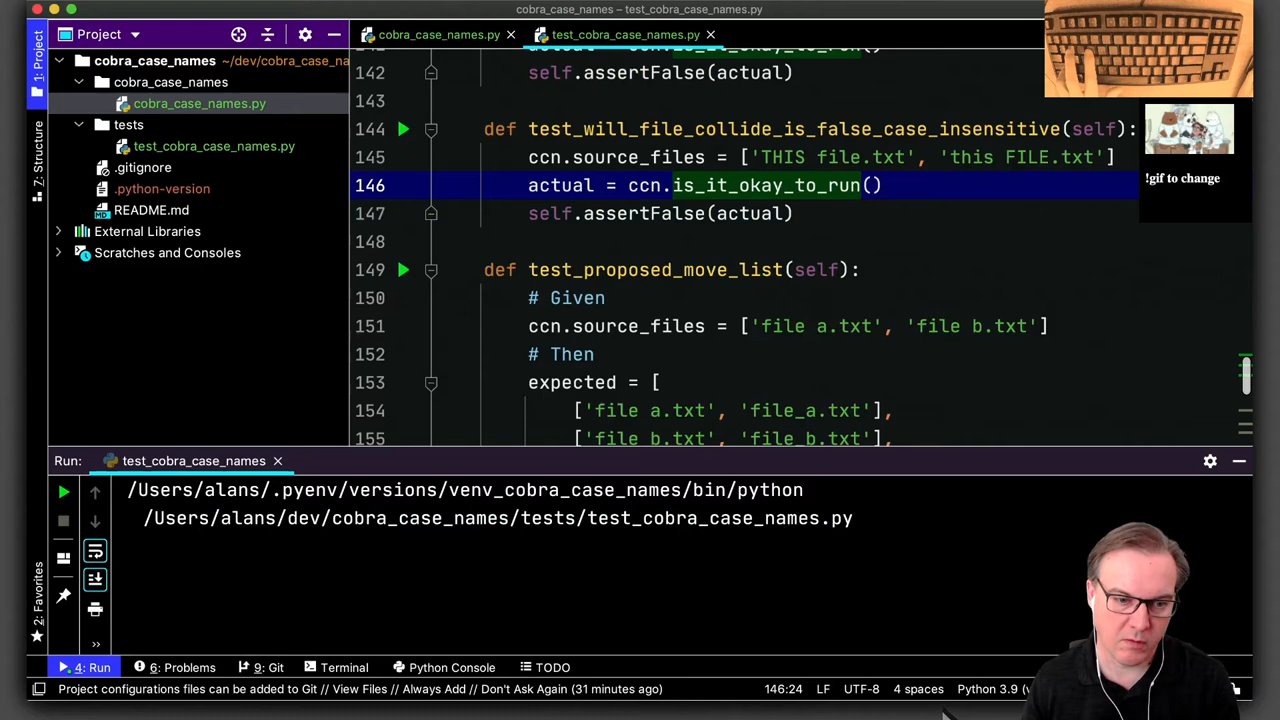 cobra_case_names – test_cobra_case_names.py
1: Project
Project
cobra_case_names.py
test_cobra_case_names.py
cobra_case_names ~/dev/cobra_case_na
cobra_case_names
cobra_case_names.py
tests
test_cobra_case_names.py
.gitignore
.python-version
README.md
External Libraries
Scratches and Consoles
7: Structure
2: Favorites
142 self.assertFalse(actual)
143
144 def test_will_file_collide_is_false_case_insensitive(self):
145 ccn.source_files = ['THIS file.txt', 'this FILE.txt']
146 actual = ccn.is_it_okay_to_run()
147 self.assertFalse(actual)
148
149 def test_proposed_move_list(self):
150 # Given
151 ccn.source_files = ['file a.txt', 'file b.txt']
152 # Then
153 expected = [
154 ['file a.txt', 'file_a.txt'],
155 ['file b.txt', 'file_b.txt'],
!gif to change
Run: test_cobra_case_names
/Users/alans/.pyenv/versions/venv_cobra_case_names/bin/python
/Users/alans/dev/cobra_case_names/tests/test_cobra_case_names.py
4: Run 6: Problems 9: Git Terminal Python Console TODO
Project configurations files can be added to Git // View Files // Always Add // Don't Ask Again (31 minutes ago) 146:24 LF UTF-8 4 spaces Python 3.9